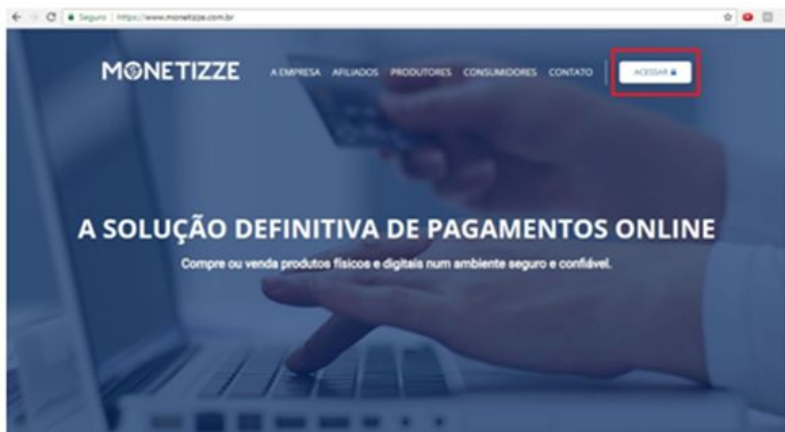 Seguro | https://www.monetizze.com.br
MONETIZZE A EMPRESA AFILIADOS PRODUTORES CONSUMIDORES CONTATO ACESSAR
A SOLUÇÃO DEFINITIVA DE PAGAMENTOS ONLINE
Compre ou venda produtos físicos e digitais num ambiente seguro e confiável.